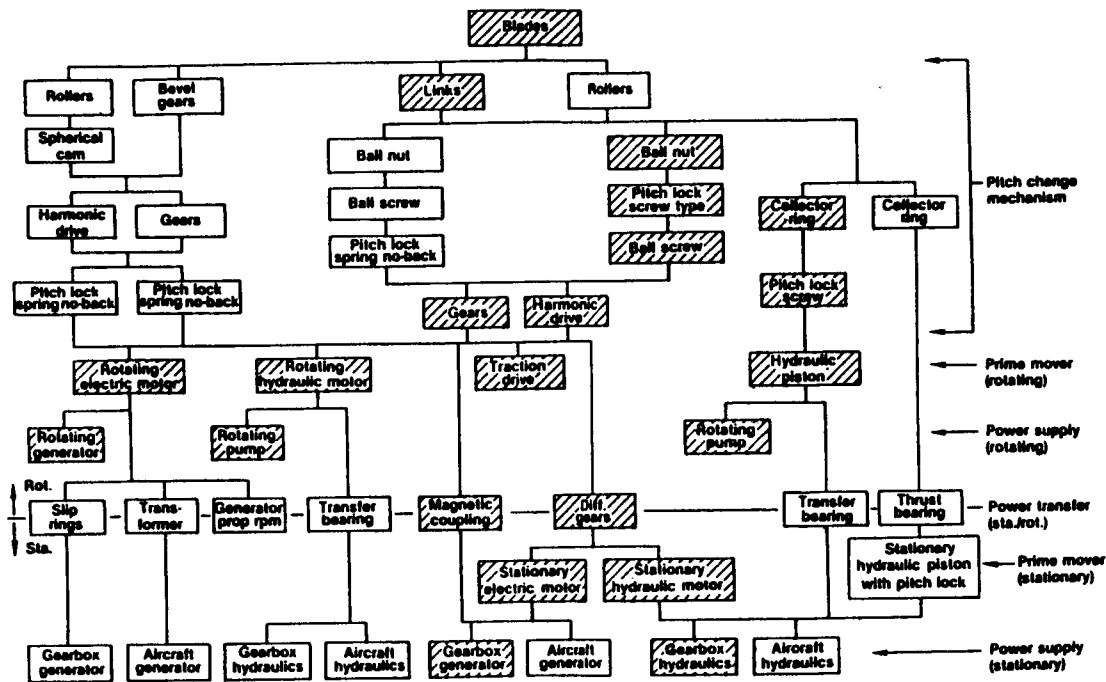 Blades
Rollers
Bevel
gears
Links
Rollers
Spherical
cam
Ball nut
Ball nut
Pitch change
mechanism
Harmonic
drive
Gears
Ball screw
Pitch lock
screw type
Collector
ring
Collector
ring
Pitch lock
spring no-back
Ball screw
Pitch lock
spring no-back
Pitch lock
spring no-back
Pitch lock
screw
Gears
Harmonic
drive
Rotating
electric motor
Rotating
hydraulic motor
Traction
drive
Hydraulic
piston
Prime mover
(rotating)
Rotating
generator
Rotating
pump
Rotating
pump
Power supply
(rotating)
Rot.
Sta.
Slip
rings
Trans-
former
Generator
prop rpm
Transfer
bearing
Magnetic
coupling
Diff.
gears
Transfer
bearing
Thrust
bearing
Power transfer
(sta./rot.)
Stationary
electric motor
Stationary
hydraulic motor
Stationary
hydraulic piston
with pitch lock
Prime mover
(stationary)
Gearbox
generator
Aircraft
generator
Gearbox
hydraulics
Aircraft
hydraulics
Gearbox
generator
Aircraft
generator
Gearbox
hydraulics
Aircraft
hydraulics
Power supply
(stationary)